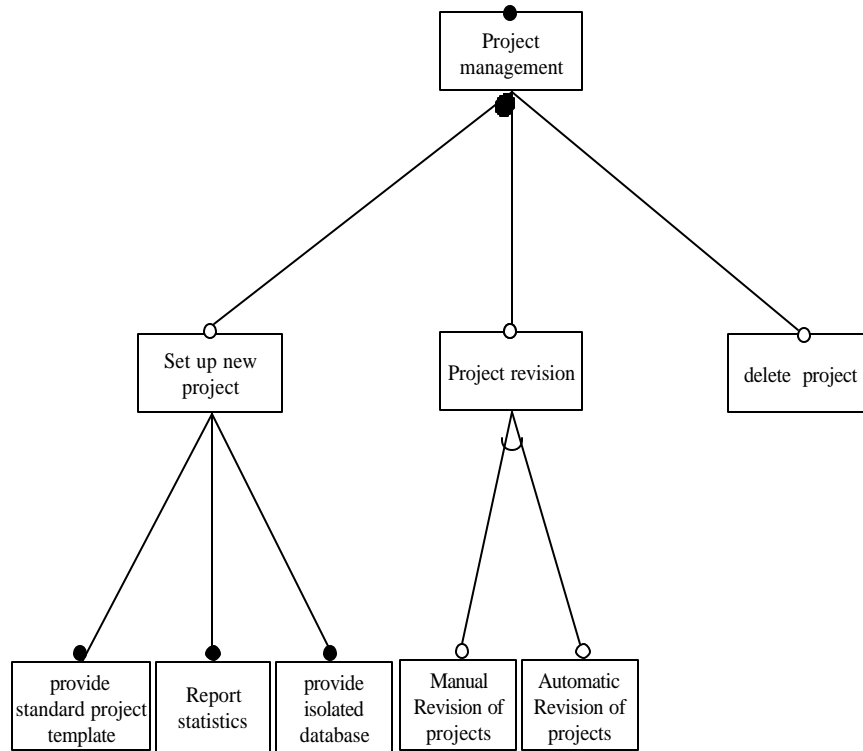 Project
management
Set up new
project
Project revision
delete project
provide
standard project
template
Report
statistics
provide
isolated
database
Manual
Revision of
projects
Automatic
Revision of
projects